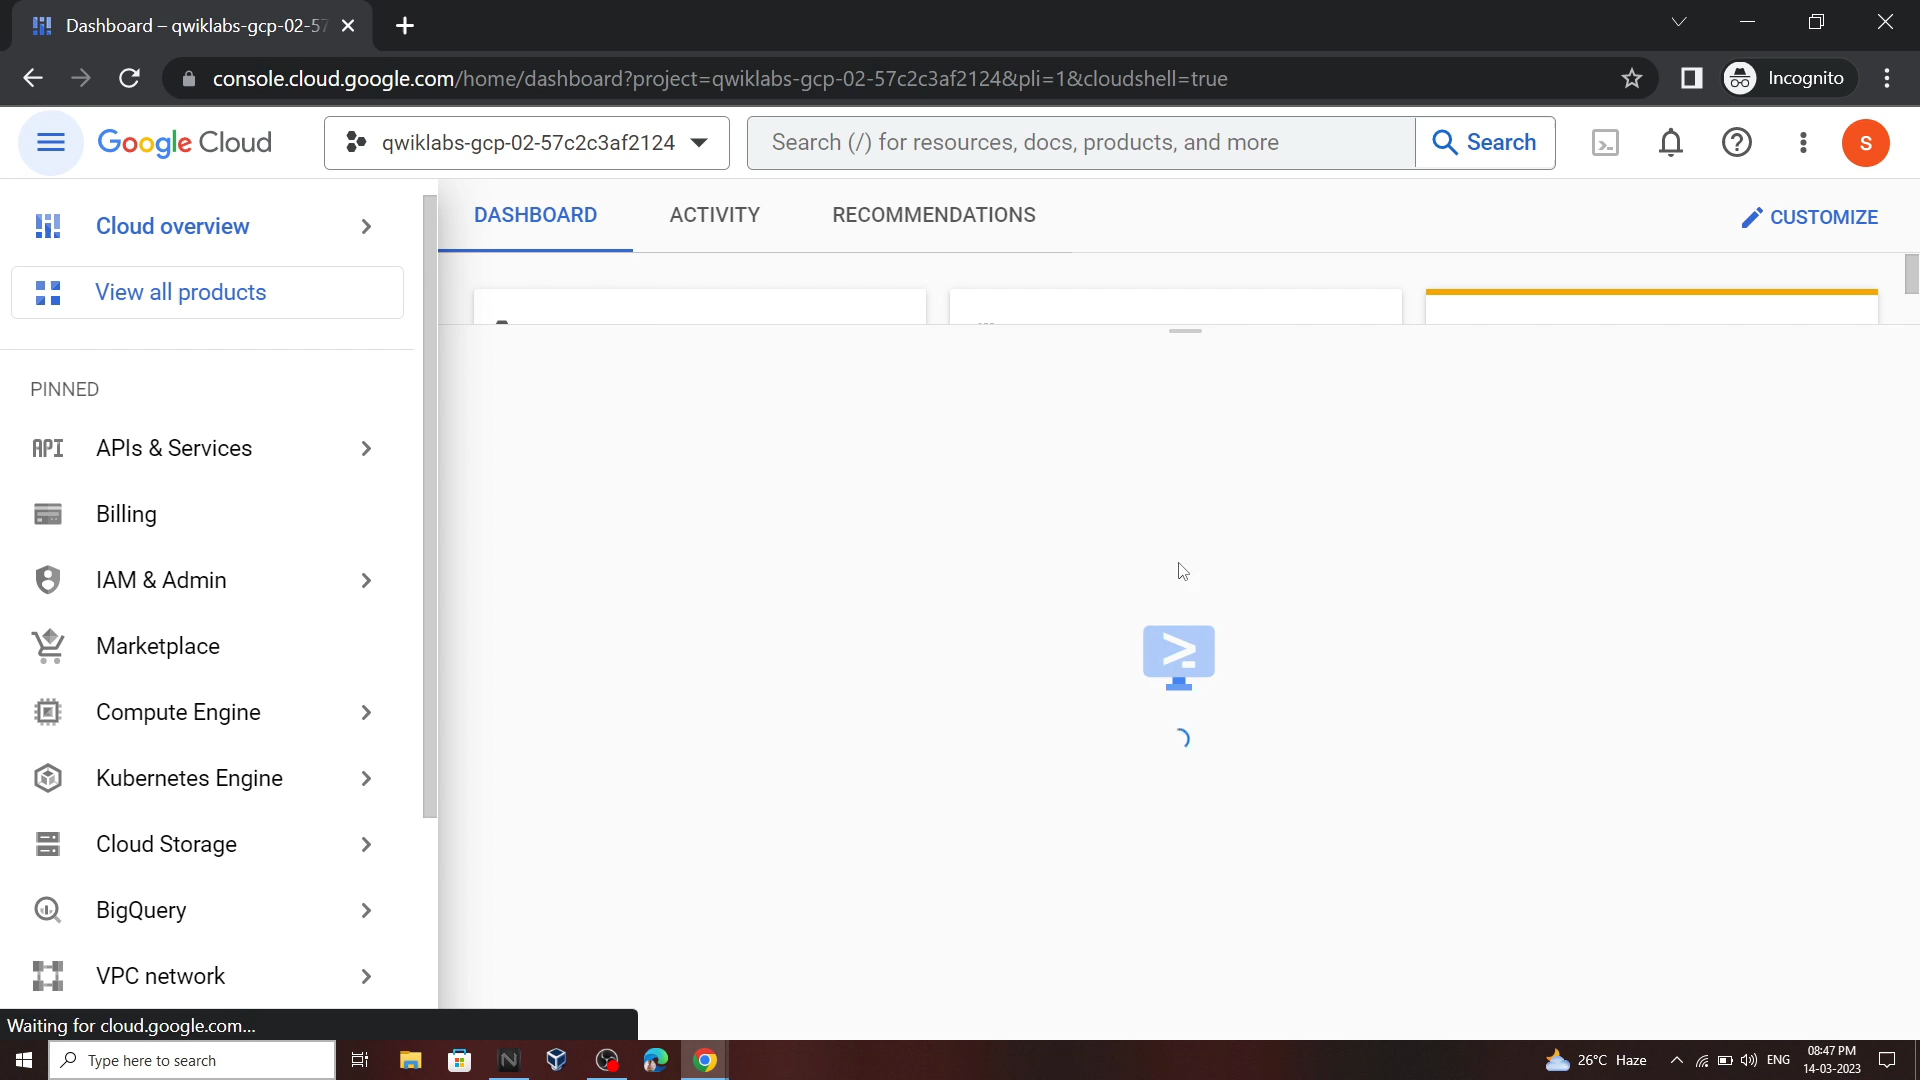 Dashboard – qwiklabs-gcp-02-57
console.cloud.google.com/home/dashboard?project=qwiklabs-gcp-02-57c2c3af2124&pli=1&cloudshell=true
Incognito
Google Cloud
qwiklabs-gcp-02-57c2c3af2124
Search (/) for resources, docs, products, and more
Search
S
Cloud overview
View all products
PINNED
API APIs & Services
Billing
IAM & Admin
Marketplace
Compute Engine
Kubernetes Engine
Cloud Storage
BigQuery
VPC network
DASHBOARD
ACTIVITY
RECOMMENDATIONS
CUSTOMIZE
Waiting for cloud.google.com...
Type here to search
26°C Haze
ENG
08:47 PM
14-03-2023